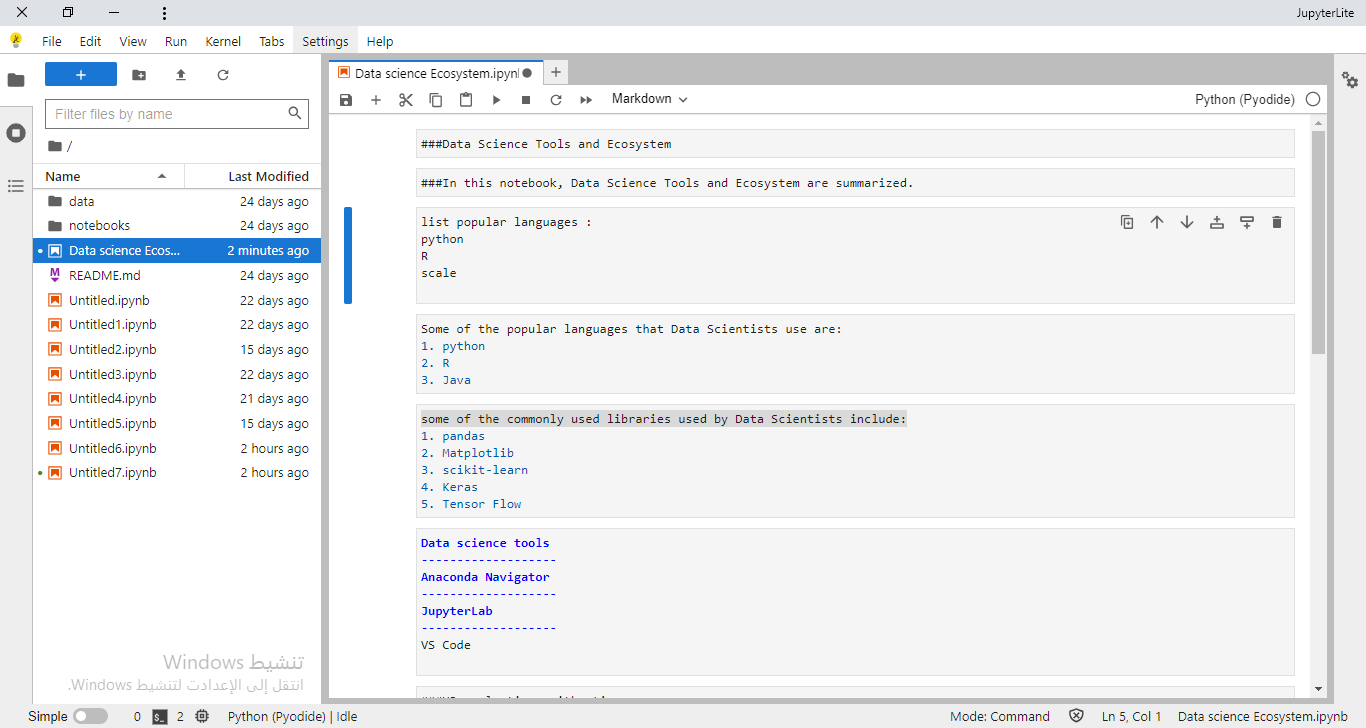 JupyterLite
File Edit View Run Kernel Tabs Settings Help
+
Filter files by name
/
Name Last Modified
data 24 days ago
notebooks 24 days ago
Data science Ecos... 2 minutes ago
README.md 24 days ago
Untitled.ipynb 22 days ago
Untitled1.ipynb 22 days ago
Untitled2.ipynb 15 days ago
Untitled3.ipynb 22 days ago
Untitled4.ipynb 21 days ago
Untitled5.ipynb 15 days ago
Untitled6.ipynb 2 hours ago
Untitled7.ipynb 2 hours ago
Data science Ecosystem.ipynb
Markdown Python (Pyodide)
###Data Science Tools and Ecosystem
###In this notebook, Data Science Tools and Ecosystem are summarized.
list popular languages :
python
R
scale
Some of the popular languages that Data Scientists use are:
1. python
2. R
3. Java
some of the commonly used libraries used by Data Scientists include:
1. pandas
2. Matplotlib
3. scikit-learn
4. Keras
5. Tensor Flow
Data science tools
-------------------
Anaconda Navigator
-------------------
JupyterLab
-------------------
VS Code
تنشيط Windows
انتقل إلى الإعدادت لتنشيط Windows.
Simple 0 2 Python (Pyodide) | Idle Mode: Command Ln 5, Col 1 Data science Ecosystem.ipynb